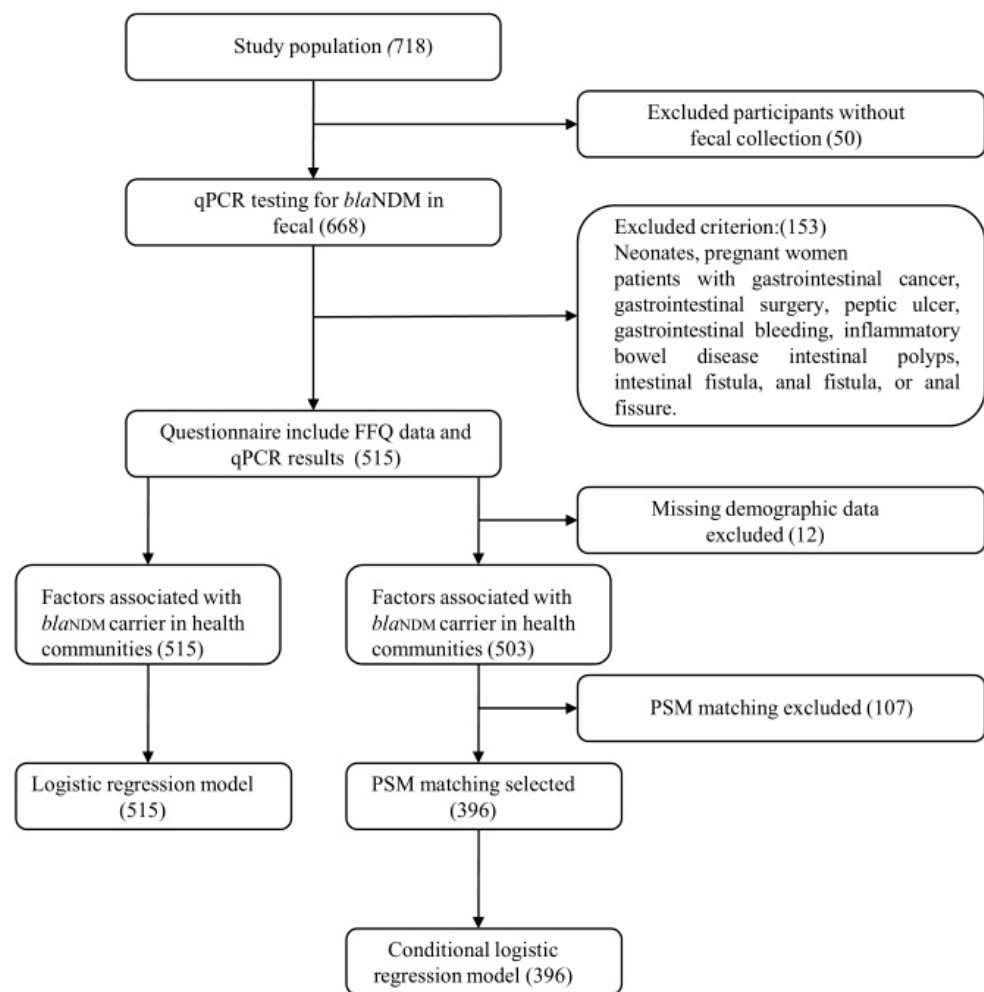 Study population (718)
Excluded participants without
fecal collection (50)
qPCR testing for blaNDM in
fecal (668)
Excluded criterion:(153)
Neonates, pregnant women
patients with gastrointestinal cancer,
gastrointestinal surgery, peptic ulcer,
gastrointestinal bleeding, inflammatory
bowel disease intestinal polyps,
intestinal fistula, anal fistula, or anal
fissure.
Questionnaire include FFQ data and
qPCR results (515)
Missing demographic data
excluded (12)
Factors associated with
blaNDM carrier in health
communities (515)
Factors associated with
blaNDM carrier in health
communities (503)
PSM matching excluded (107)
Logistic regression model
(515)
PSM matching selected
(396)
Conditional logistic
regression model (396)